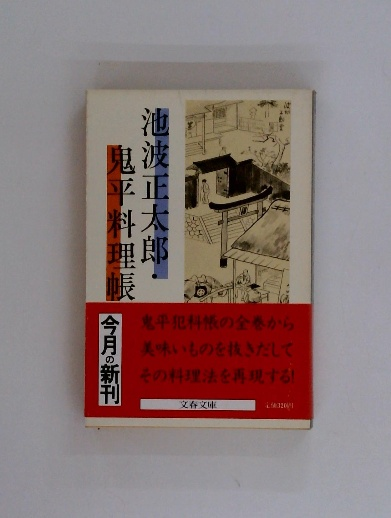 池波正太郎・
鬼平料理帳
今月の新刊
鬼平犯科帳の全巻から
美味いものを抜きだして
その料理法を再現する!
文春文庫